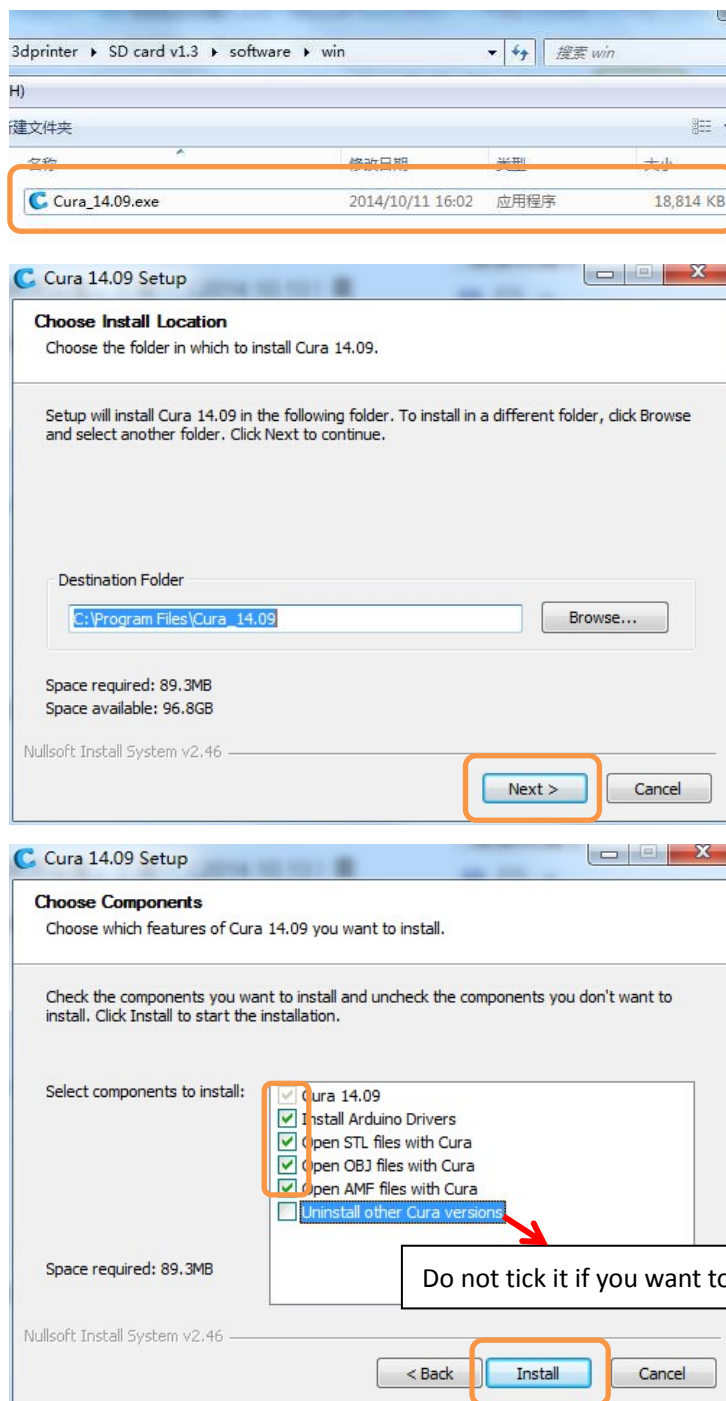 3dprinter ▸ SD card v1.3 ▸ software ▸ win
搜索 win
H)
建文件夹
名称 修改日期 类型 大小
Cura_14.09.exe 2014/10/11 16:02 应用程序 18,814 KB
Cura 14.09 Setup
Choose Install Location
Choose the folder in which to install Cura 14.09.
Setup will install Cura 14.09 in the following folder. To install in a different folder, click Browse
and select another folder. Click Next to continue.
Destination Folder
C:\Program Files\Cura_14.09
Browse...
Space required: 89.3MB
Space available: 96.8GB
Nullsoft Install System v2.46
Next >
Cancel
Cura 14.09 Setup
Choose Components
Choose which features of Cura 14.09 you want to install.
Check the components you want to install and uncheck the components you don't want to
install. Click Install to start the installation.
Select components to install:
Cura 14.09
Install Arduino Drivers
Open STL files with Cura
Open OBJ files with Cura
Open AMF files with Cura
Uninstall other Cura versions
Space required: 89.3MB
Do not tick it if you want to
Nullsoft Install System v2.46
< Back
Install
Cancel